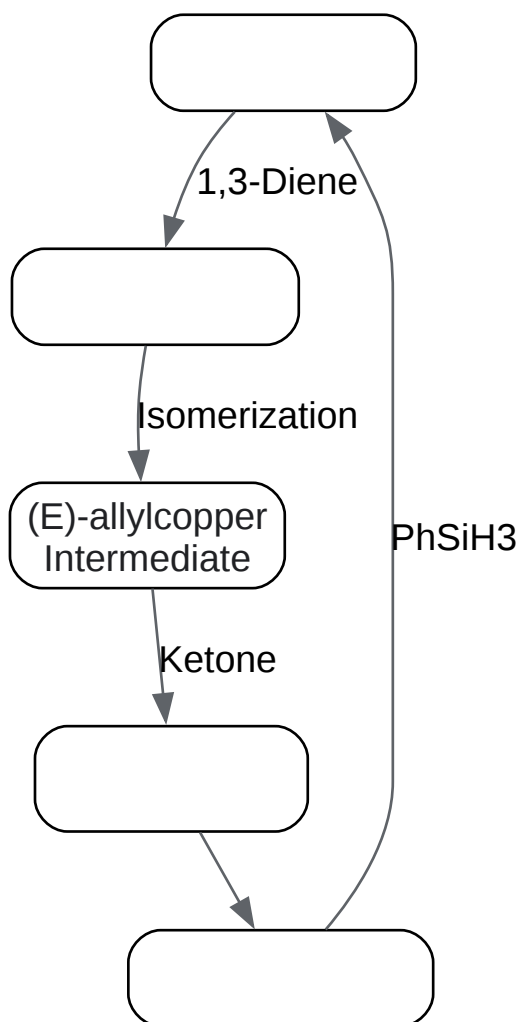 1,3-Diene
Isomerization
(E)-allylcopper
Intermediate
PhSiH3
Ketone